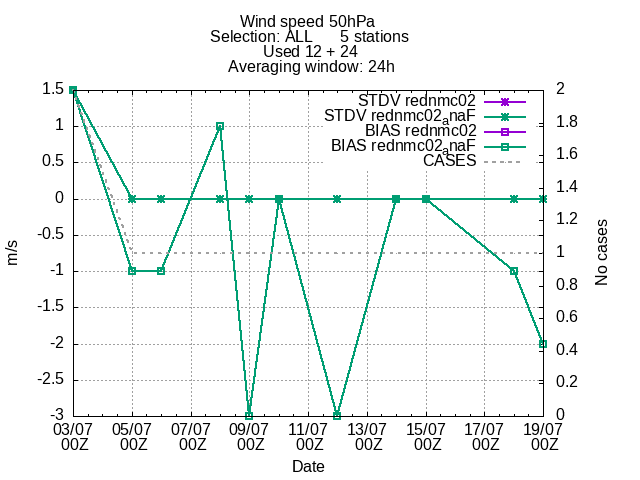 Wind speed 50hPa
Selection: ALL 5 stations
Used 12 + 24
Averaging window: 24h
STDV rednmc02
STDV rednmc02anaF
BIAS rednmc02
BIAS rednmc02anaF
CASES
1.5
1
0.5
0
-0.5
-1
-1.5
-2
-2.5
-3
m/s
2
1.8
1.6
1.4
1.2
1
0.8
0.6
0.4
0.2
0
No cases
03/07 05/07 07/07 09/07 11/07 13/07 15/07 17/07 19/07
00Z 00Z 00Z 00Z 00Z 00Z 00Z 00Z 00Z
Date